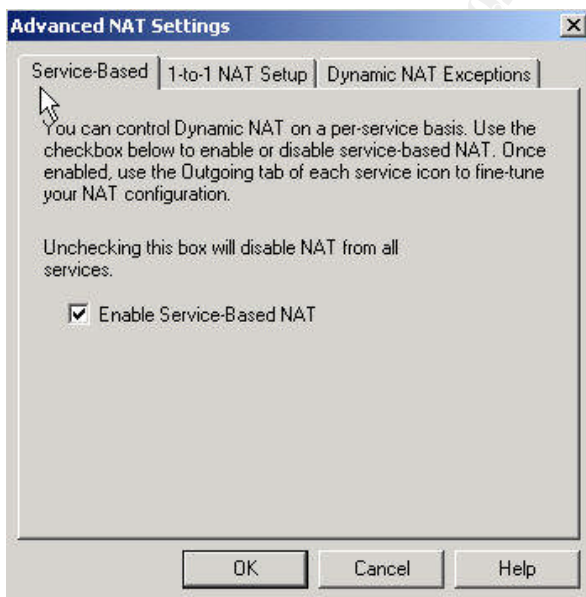 Advanced NAT Settings
Service-Based
1-to-1 NAT Setup
Dynamic NAT Exceptions
You can control Dynamic NAT on a per-service basis. Use the
checkbox below to enable or disable service-based NAT. Once
enabled, use the Outgoing tab of each service icon to fine-tune
your NAT configuration.
Unchecking this box will disable NAT from all
services.
Enable Service-Based NAT
OK
Cancel
Help